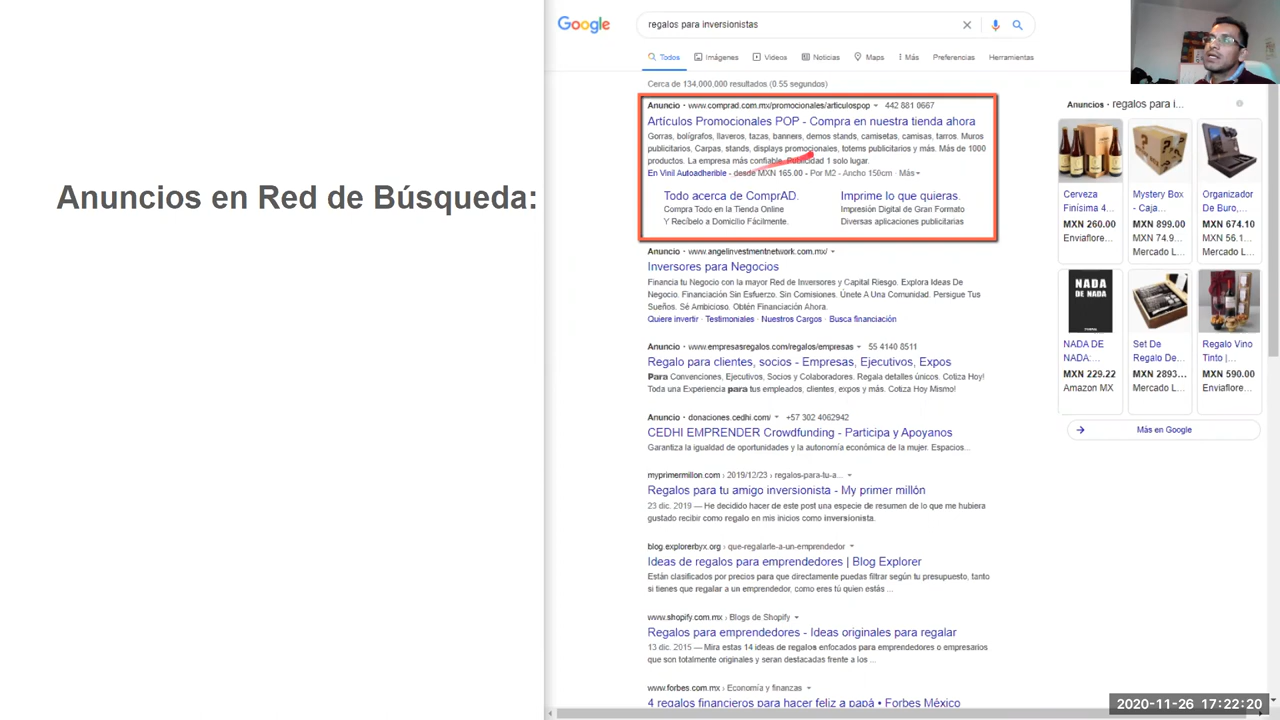 Anuncios en Red de Búsqueda:
Google
regalos para inversionistas
Todos
Imágenes
Videos
Noticias
Maps
Más
Preferencias
Herramientas
Cerca de 134,000,000 resultados (0.55 segundos)
Anuncio · www.comprad.com.mx/promocionales/articulospop 442 881 0667
Artículos Promocionales POP - Compra en nuestra tienda ahora
Gorras, bolígrafos, llaveros, tazas, banners, demos stands, camisetas, camisas, tarros. Muros
publicitarios, Carpas, stands, displays promocionales, totems publicitarios y más. Más de 1000
productos. La empresa más confiable. Publicidad 1 solo lugar.
En Vinil Autoadherible - desde MXN 165.00 - Por M2 - Ancho 150cm · Más
Todo acerca de ComprAD.
Compra Todo en la Tienda Online
Y Recíbelo a Domicilio Fácilmente.
Imprime lo que quieras.
Impresión Digital de Gran Formato
Diversas aplicaciones publicitarias
Anuncio · www.angelinvestmentnetwork.com.mx/
Inversores para Negocios
Financia tu Negocio con la mayor Red de Inversores y Capital Riesgo. Explora Ideas De
Negocio. Financiación Sin Esfuerzo. Sin Comisiones. Únete A Una Comunidad. Persigue Tus
Sueños. Sé Ambicioso. Obtén Financiación Ahora.
Quiere invertir · Testimoniales · Nuestros Cargos · Busca financiación
Anuncio · www.empresasregalos.com/regalos/empresas 55 4140 8511
Regalo para clientes, socios - Empresas, Ejecutivos, Expos
Para Convenciones, Ejecutivos, Socios y Colaboradores. Regala detalles únicos. Cotiza Hoy!
Toda una Experiencia para tus empleados, clientes, expos y más. Cotiza Hoy Mismo!
Anuncio · donaciones.cedhi.com/ +57 302 4062942
CEDHI EMPRENDER Crowdfunding - Participa y Apoyanos
Garantiza la igualdad de oportunidades y la autonomía económica de la mujer. Espacios...
myprimermillon.com › 2019/12/23 › regalos-para-tu-a...
Regalos para tu amigo inversionista - My primer millón
23 dic. 2019 — He decidido hacer de este post una especie de resumen de lo que me hubiera
gustado recibir como regalo en mis inicios como inversionista.
blog.explorerbyx.org › que-regalarle-a-un-emprendedor
Ideas de regalos para emprendedores | Blog Explorer
Están clasificados por precios para que directamente puedas filtrar según tu presupuesto, tanto
si tienes que regalar a un emprendedor, como eres tú quien estás ...
www.shopify.com.mx › Blogs de Shopify
Regalos para emprendedores - Ideas originales para regalar
13 dic. 2015 — Mira estas 14 ideas de regalos enfocados para emprendedores o empresarios
que son totalmente originales y seran destacadas frente a los ...
www.forbes.com.mx › Economía y finanzas
4 regalos financieros para hacer feliz a papá • Forbes México
Anuncios · regalos para i...
Cerveza
Finísima 4...
MXN 260.00
Enviaflore...
Mystery Box
- Caja...
MXN 899.00
MXN 74.9...
Mercado L
Organizador
De Bur...
MXN 674.10
MXN 56.1...
Mercado L
NADA DE NADA
NADA DE
NADA:...
MXN 229.22
Amazon MX
Set De
Regalo De...
MXN 2893...
Mercado L
Regalo Vino
Tinto |...
MXN 590.00
Enviaflore...
Más en Google
2020-11-26 17:22:20